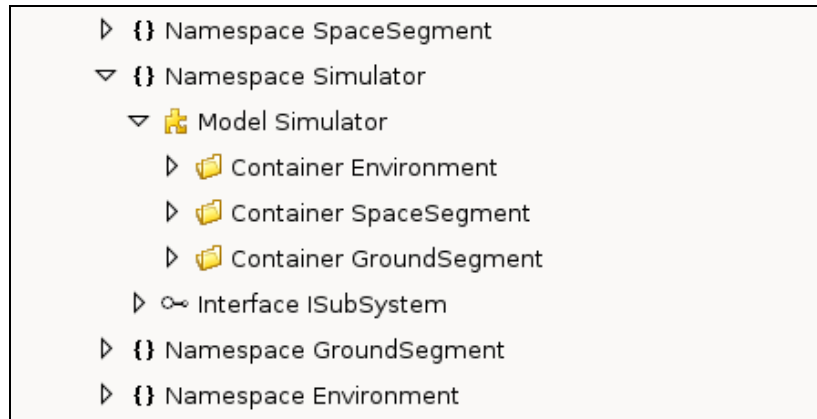 {} Namespace SpaceSegment
{} Namespace Simulator
Model Simulator
Container Environment
Container SpaceSegment
Container GroundSegment
Interface ISubSystem
{} Namespace GroundSegment
{} Namespace Environment